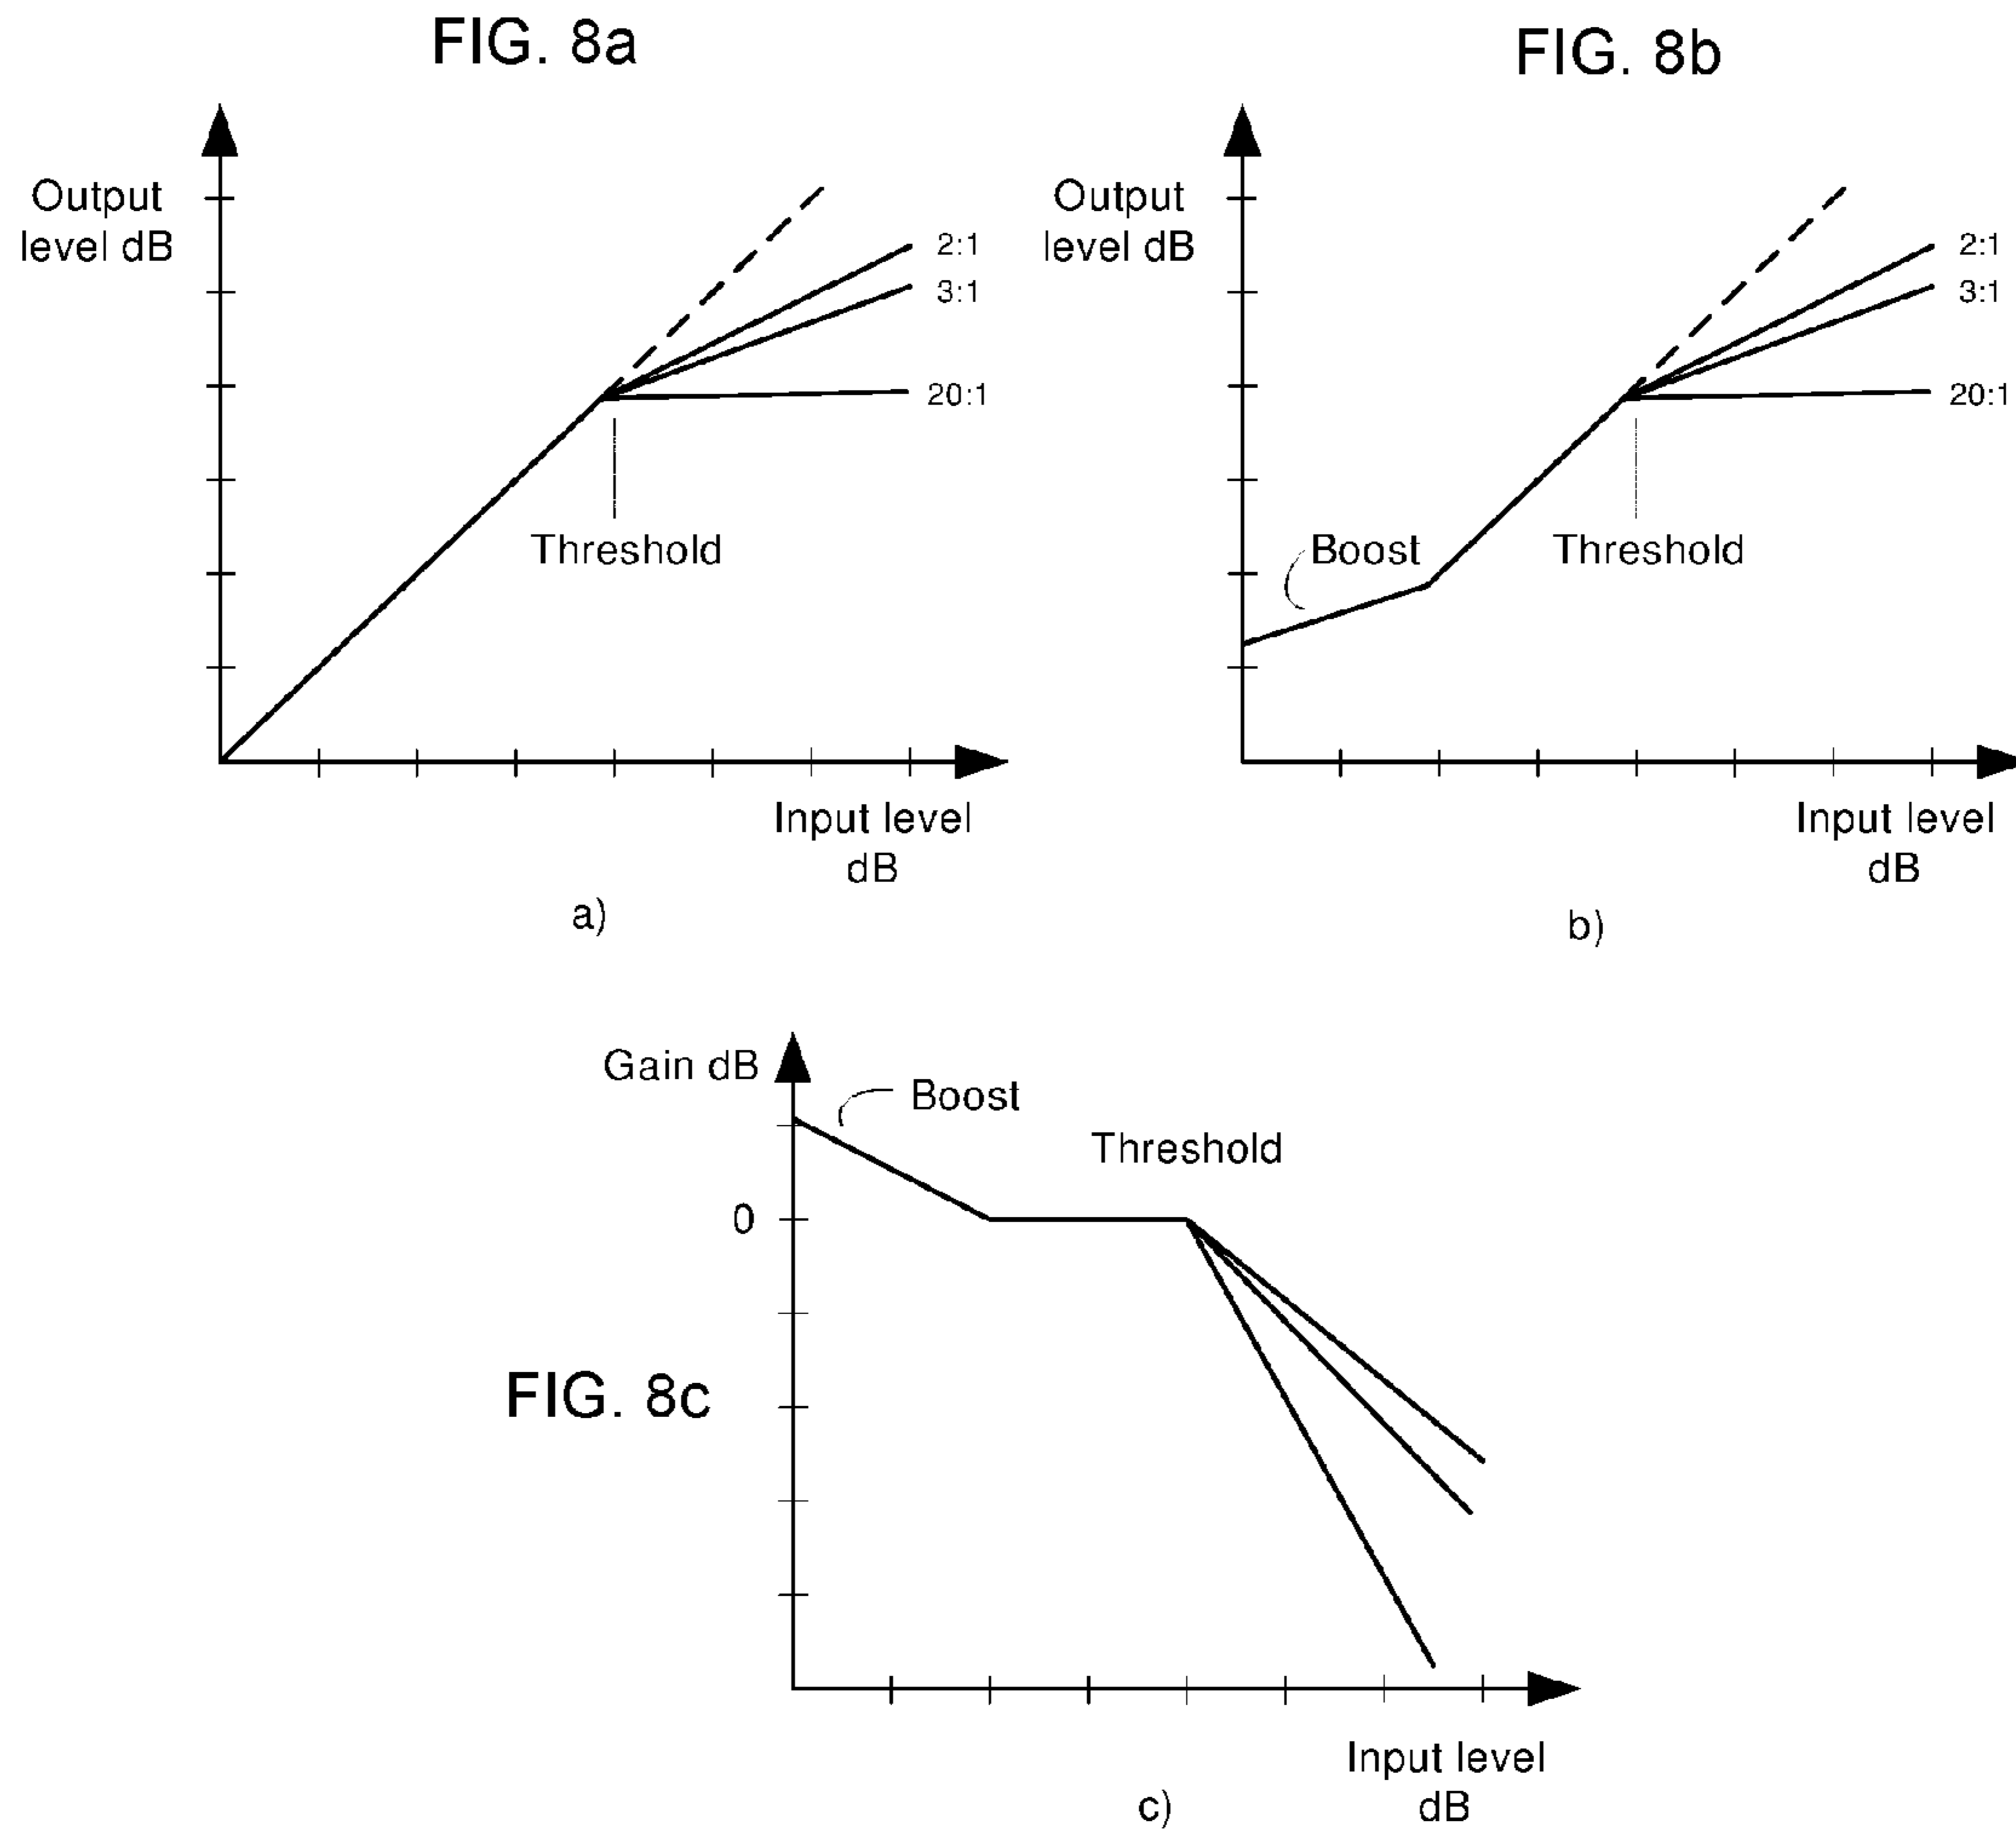 FIG. 8a
Output
level dB
2:1
3:1
20:1
Threshold
Input level
dB
a)
FIG. 8b
Output
level dB
2:1
3:1
20:1
Boost
Threshold
Input level
dB
b)
Gain dB
Boost
Threshold
0
FIG. 8c
Input level
dB
c)